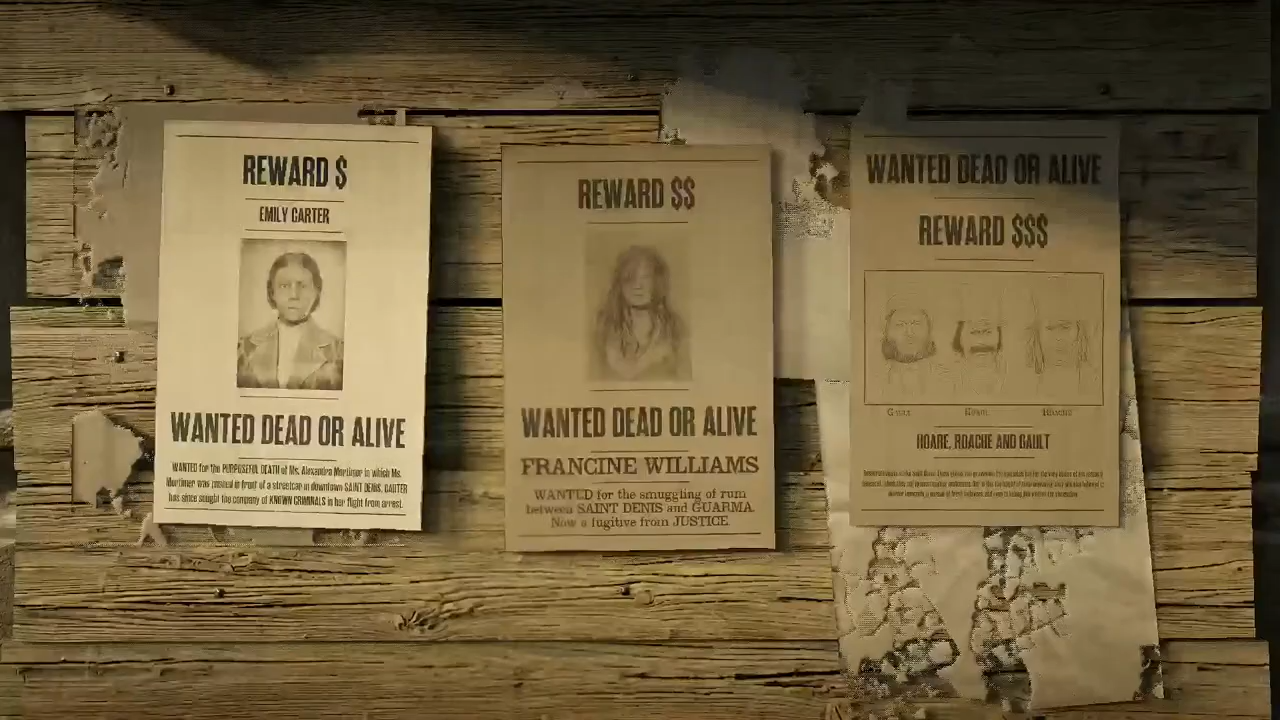 REWARD $
EMILY CARTER
WANTED DEAD OR ALIVE
WANTED for the PURPOSEFUL DEATH of Ms. Alexandra Mortimer in which Ms.
Mortimer was pushed in front of a streetcar in downtown SAINT DENIS. CARTER
has since sought the company of KNOWN CRIMINALS in her flight from arrest.
REWARD $$
WANTED DEAD OR ALIVE
FRANCINE WILLIAMS
WANTED for the smuggling of rum
between SAINT DENIS and GUARMA.
Now a fugitive from JUSTICE.
WANTED DEAD OR ALIVE
REWARD $$$
HOARE, ROACHE AND GAULT